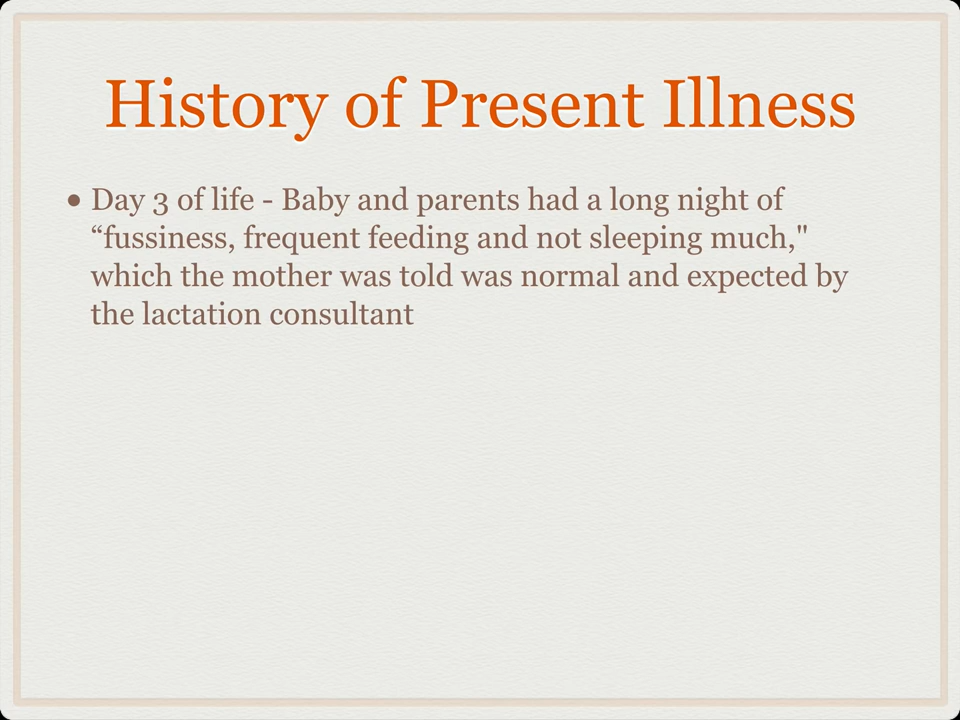 History of Present Illness
• Day 3 of life - Baby and parents had a long night of
“fussiness, frequent feeding and not sleeping much,"
which the mother was told was normal and expected by
the lactation consultant